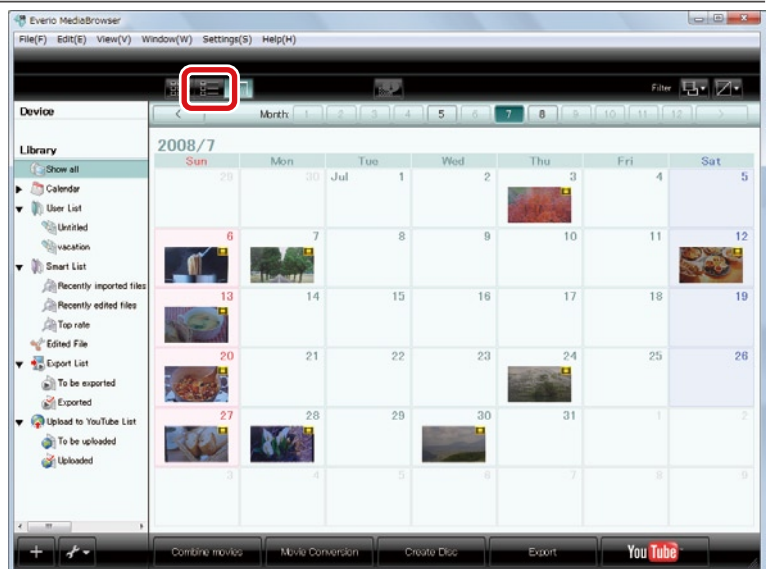 Everio MediaBrowser
File(F) Edit(E) View(V) Window(W) Settings(S) Help(H)
Filter
Device
< Month: 1 2 3 4 5 6 7 8 9 10 11 12 >
Library
Show all
Calendar
User List
Untitled
vacation
Smart List
Recently imported files
Recently edited files
Top rate
Edited File
Export List
To be exported
Exported
Upload to YouTube List
To be uploaded
Uploaded
2008/7
Sun Mon Tue Wed Thu Fri Sat
29 30 Jul 1 2 3 4 5
6 7 8 9 10 11 12
13 14 15 16 17 18 19
20 21 22 23 24 25 26
27 28 29 30 31 1 2
3 4 5 6 7 8 9
Combine movies Movie Conversion Create Disc Export YouTube